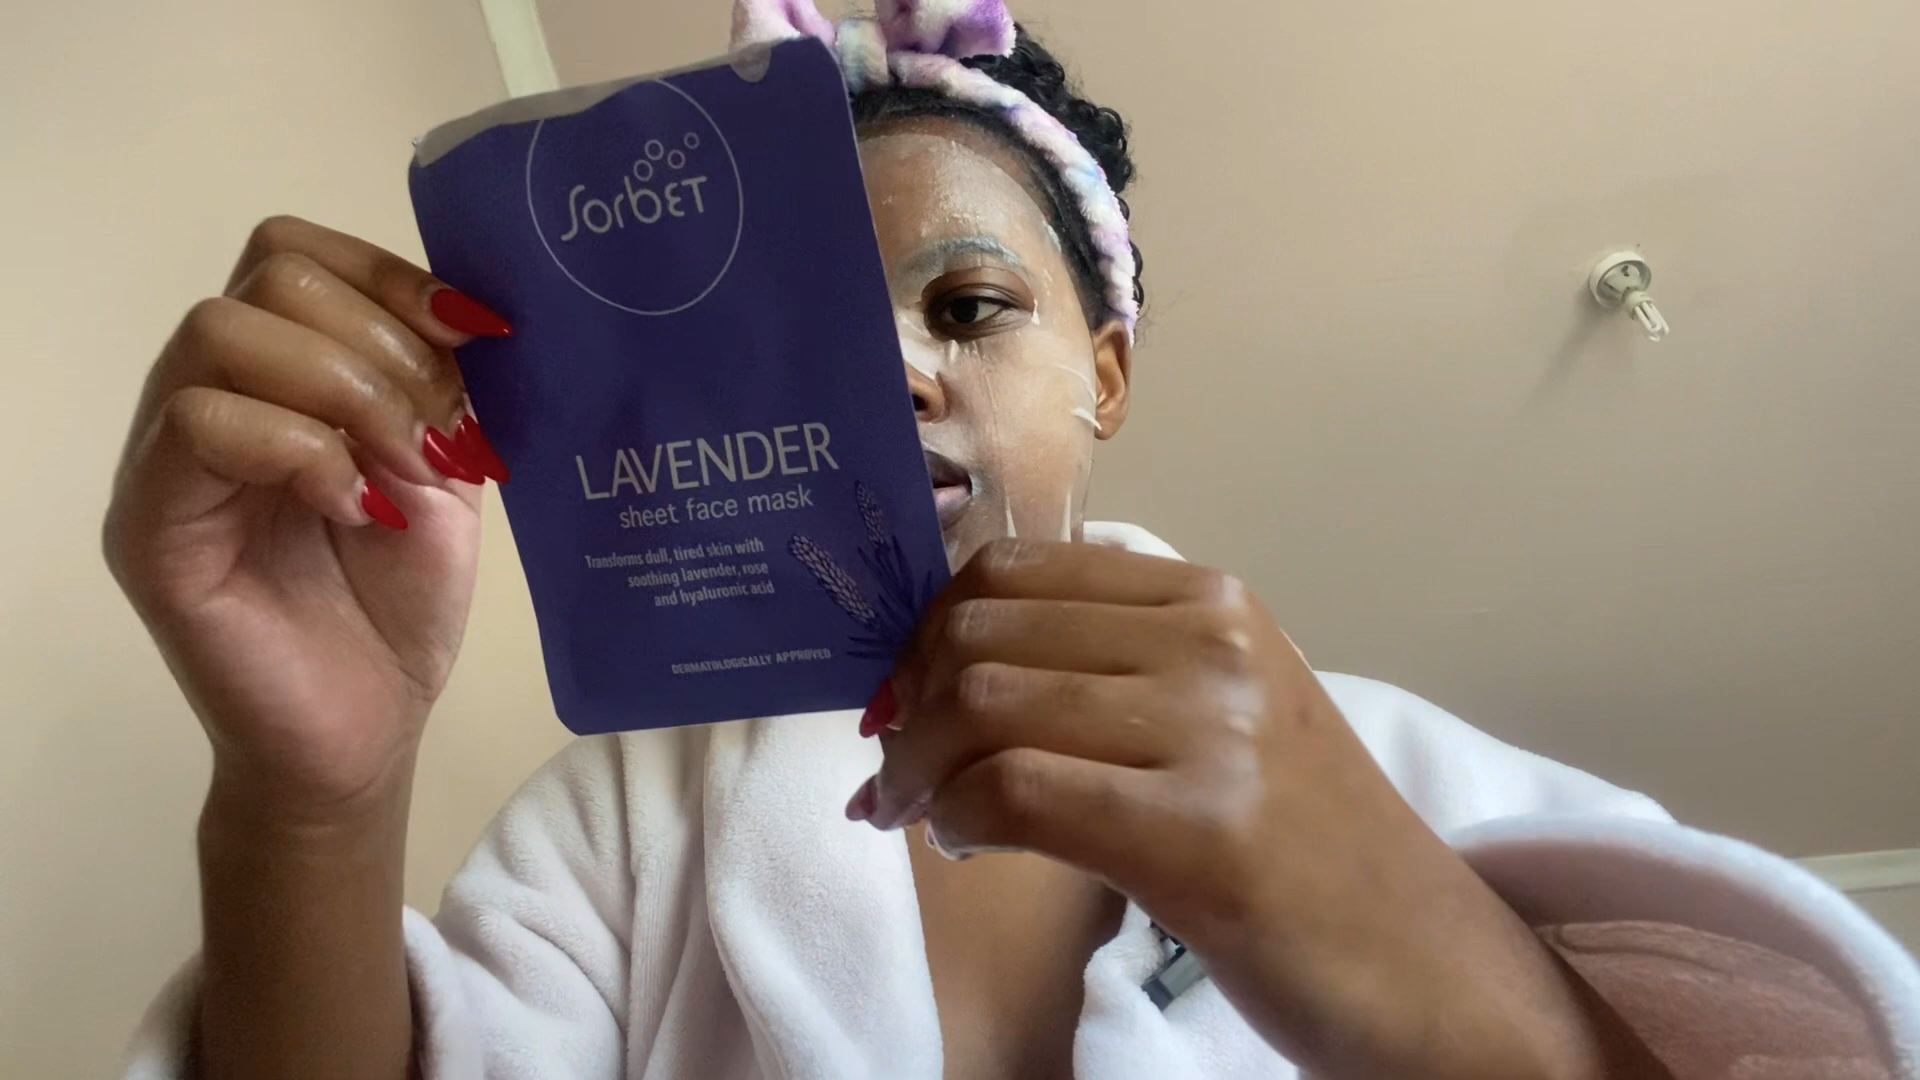 Sorbet
LAVENDER
sheet face mask
Transforms dull, tired skin with
soothing lavender, rose
and hyaluronic acid
DERMATOLOGICALLY APPROVED